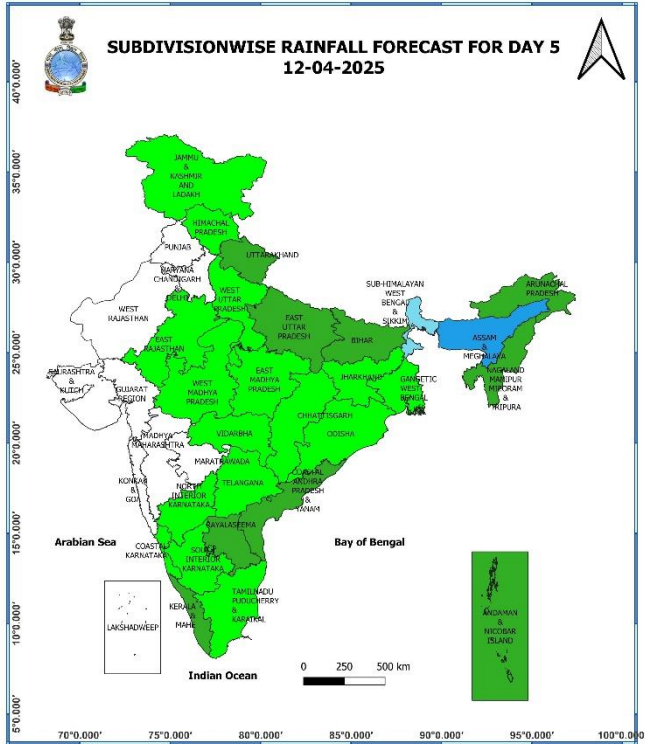 SUBDIVISIONWISE RAINFALL FORECAST FOR DAY 5
12-04-2025
40°0.000'
35°0.000'
30°0.000'
25°0.000'
20°0.000'
15°0.000'
10°0.000'
5°0.000'
JAMMU
&
KASHMIR
AND
LADAKH
HIMACHAL
PRADESH
PUNJAB
UTTARAKHAND
HARYANA
CHANDIGARH
&
DELHI
WEST
UTTAR
PRADESH
WEST
RAJASTHAN
EAST
UTTAR
PRADESH
SUB-HIMALAYAN
WEST
BENGAL
&
SIKKIM
ARUNACHAL
PRADESH
EAST
RAJASTHAN
BIHAR
ASSAM
&
MEGHALAYA
NAGALAND
MANIPUR
MIZORAM
&
TRIPURA
SAURASHTRA
&
KUTCH
GUJARAT
REGION
WEST
MADHYA
PRADESH
EAST
MADHYA
PRADESH
JHARKHAND
GANGETIC
WEST
BENGAL
CHHATTISGARH
ODISHA
VIDARBHA
MADHYA
MAHARASHTRA
MARATHWADA
KONKAN
&
GOA
NORTH
INTERIOR
KARNATAKA
TELANGANA
COASTAL
ANDHRA
PRADESH
&
YANAM
RAYALASEEMA
Arabian Sea
Bay of Bengal
COASTAL
KARNATAKA
SOUTH
INTERIOR
KARNATAKA
KERALA
&
MAHE
TAMILNADU
PUDUCHERRY
&
KARAIKAL
LAKSHADWEEP
ANDAMAN
&
NICOBAR
ISLAND
Indian Ocean
0 250 500 km
70°0.000' 75°0.000' 80°0.000' 85°0.000' 90°0.000' 95°0.000' 100°0.000'